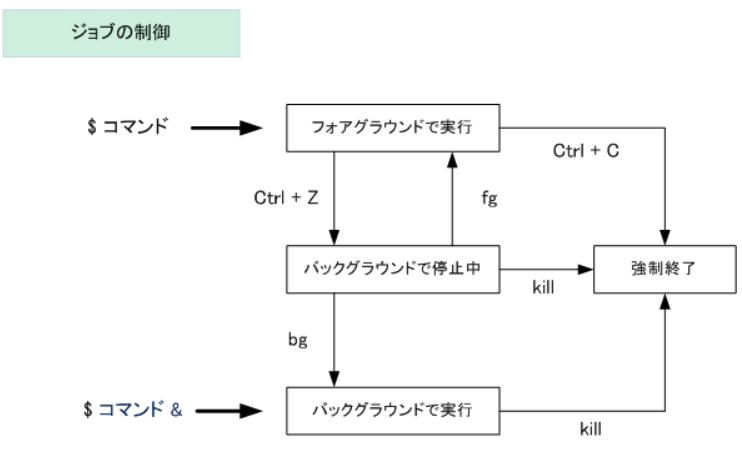 ジョブの制御
$ コマンド
フォアグラウンドで実行
Ctrl + C
Ctrl + Z
fg
バックグラウンドで停止中
強制終了
kill
bg
$ コマンド &
バックグラウンドで実行
kill